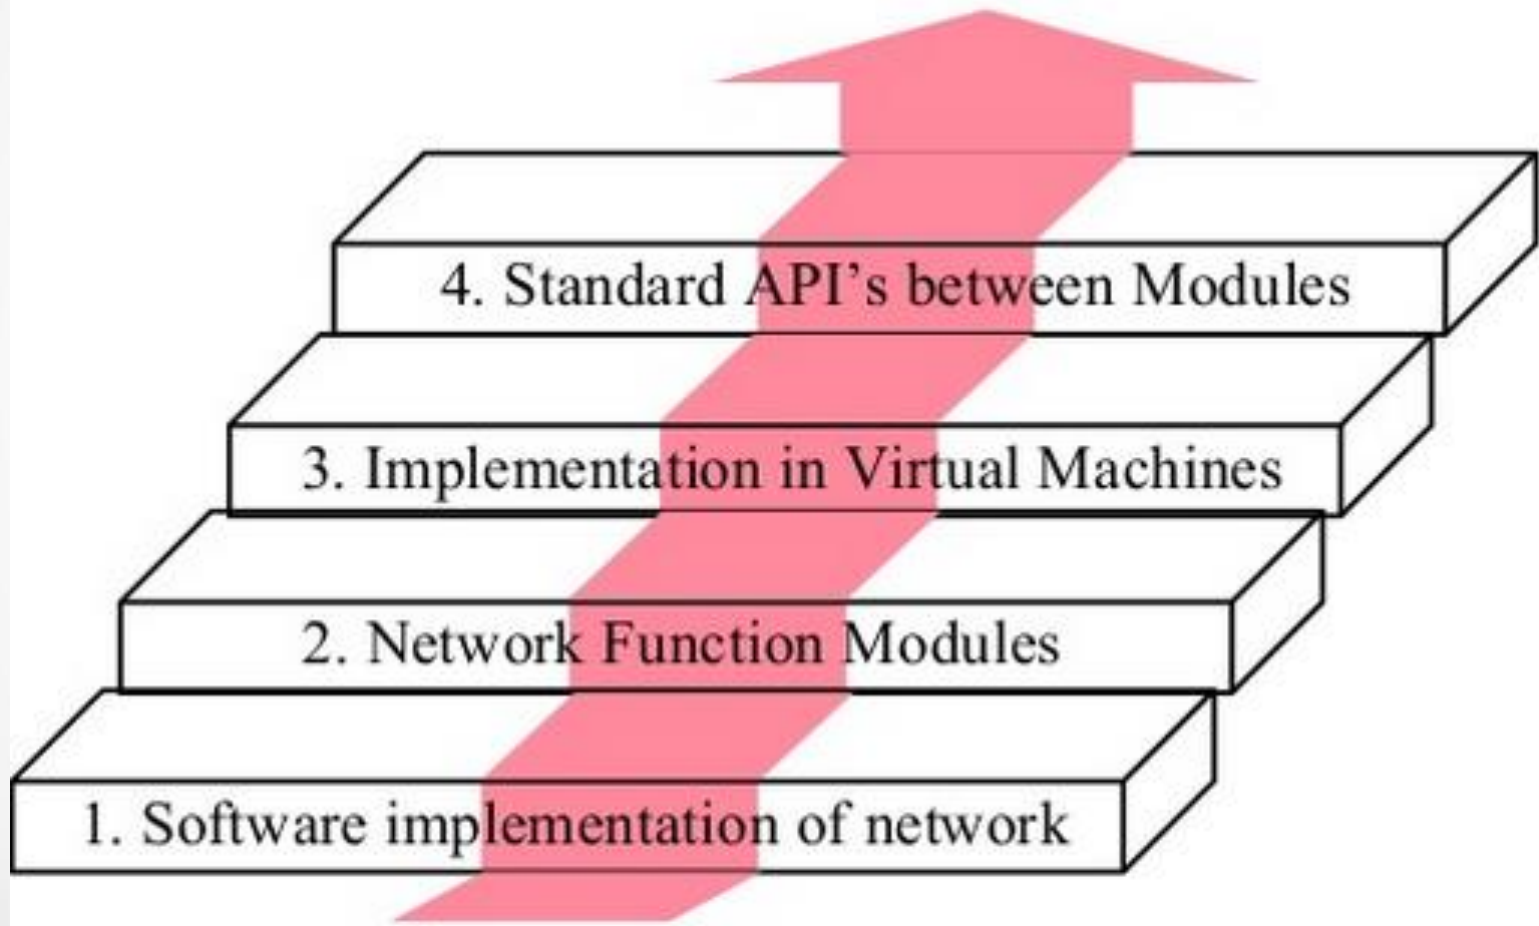 4. Standard API's between Modules
3. Implementation in Virtual Machines
2. Network Function Modules
1. Software implementation of network